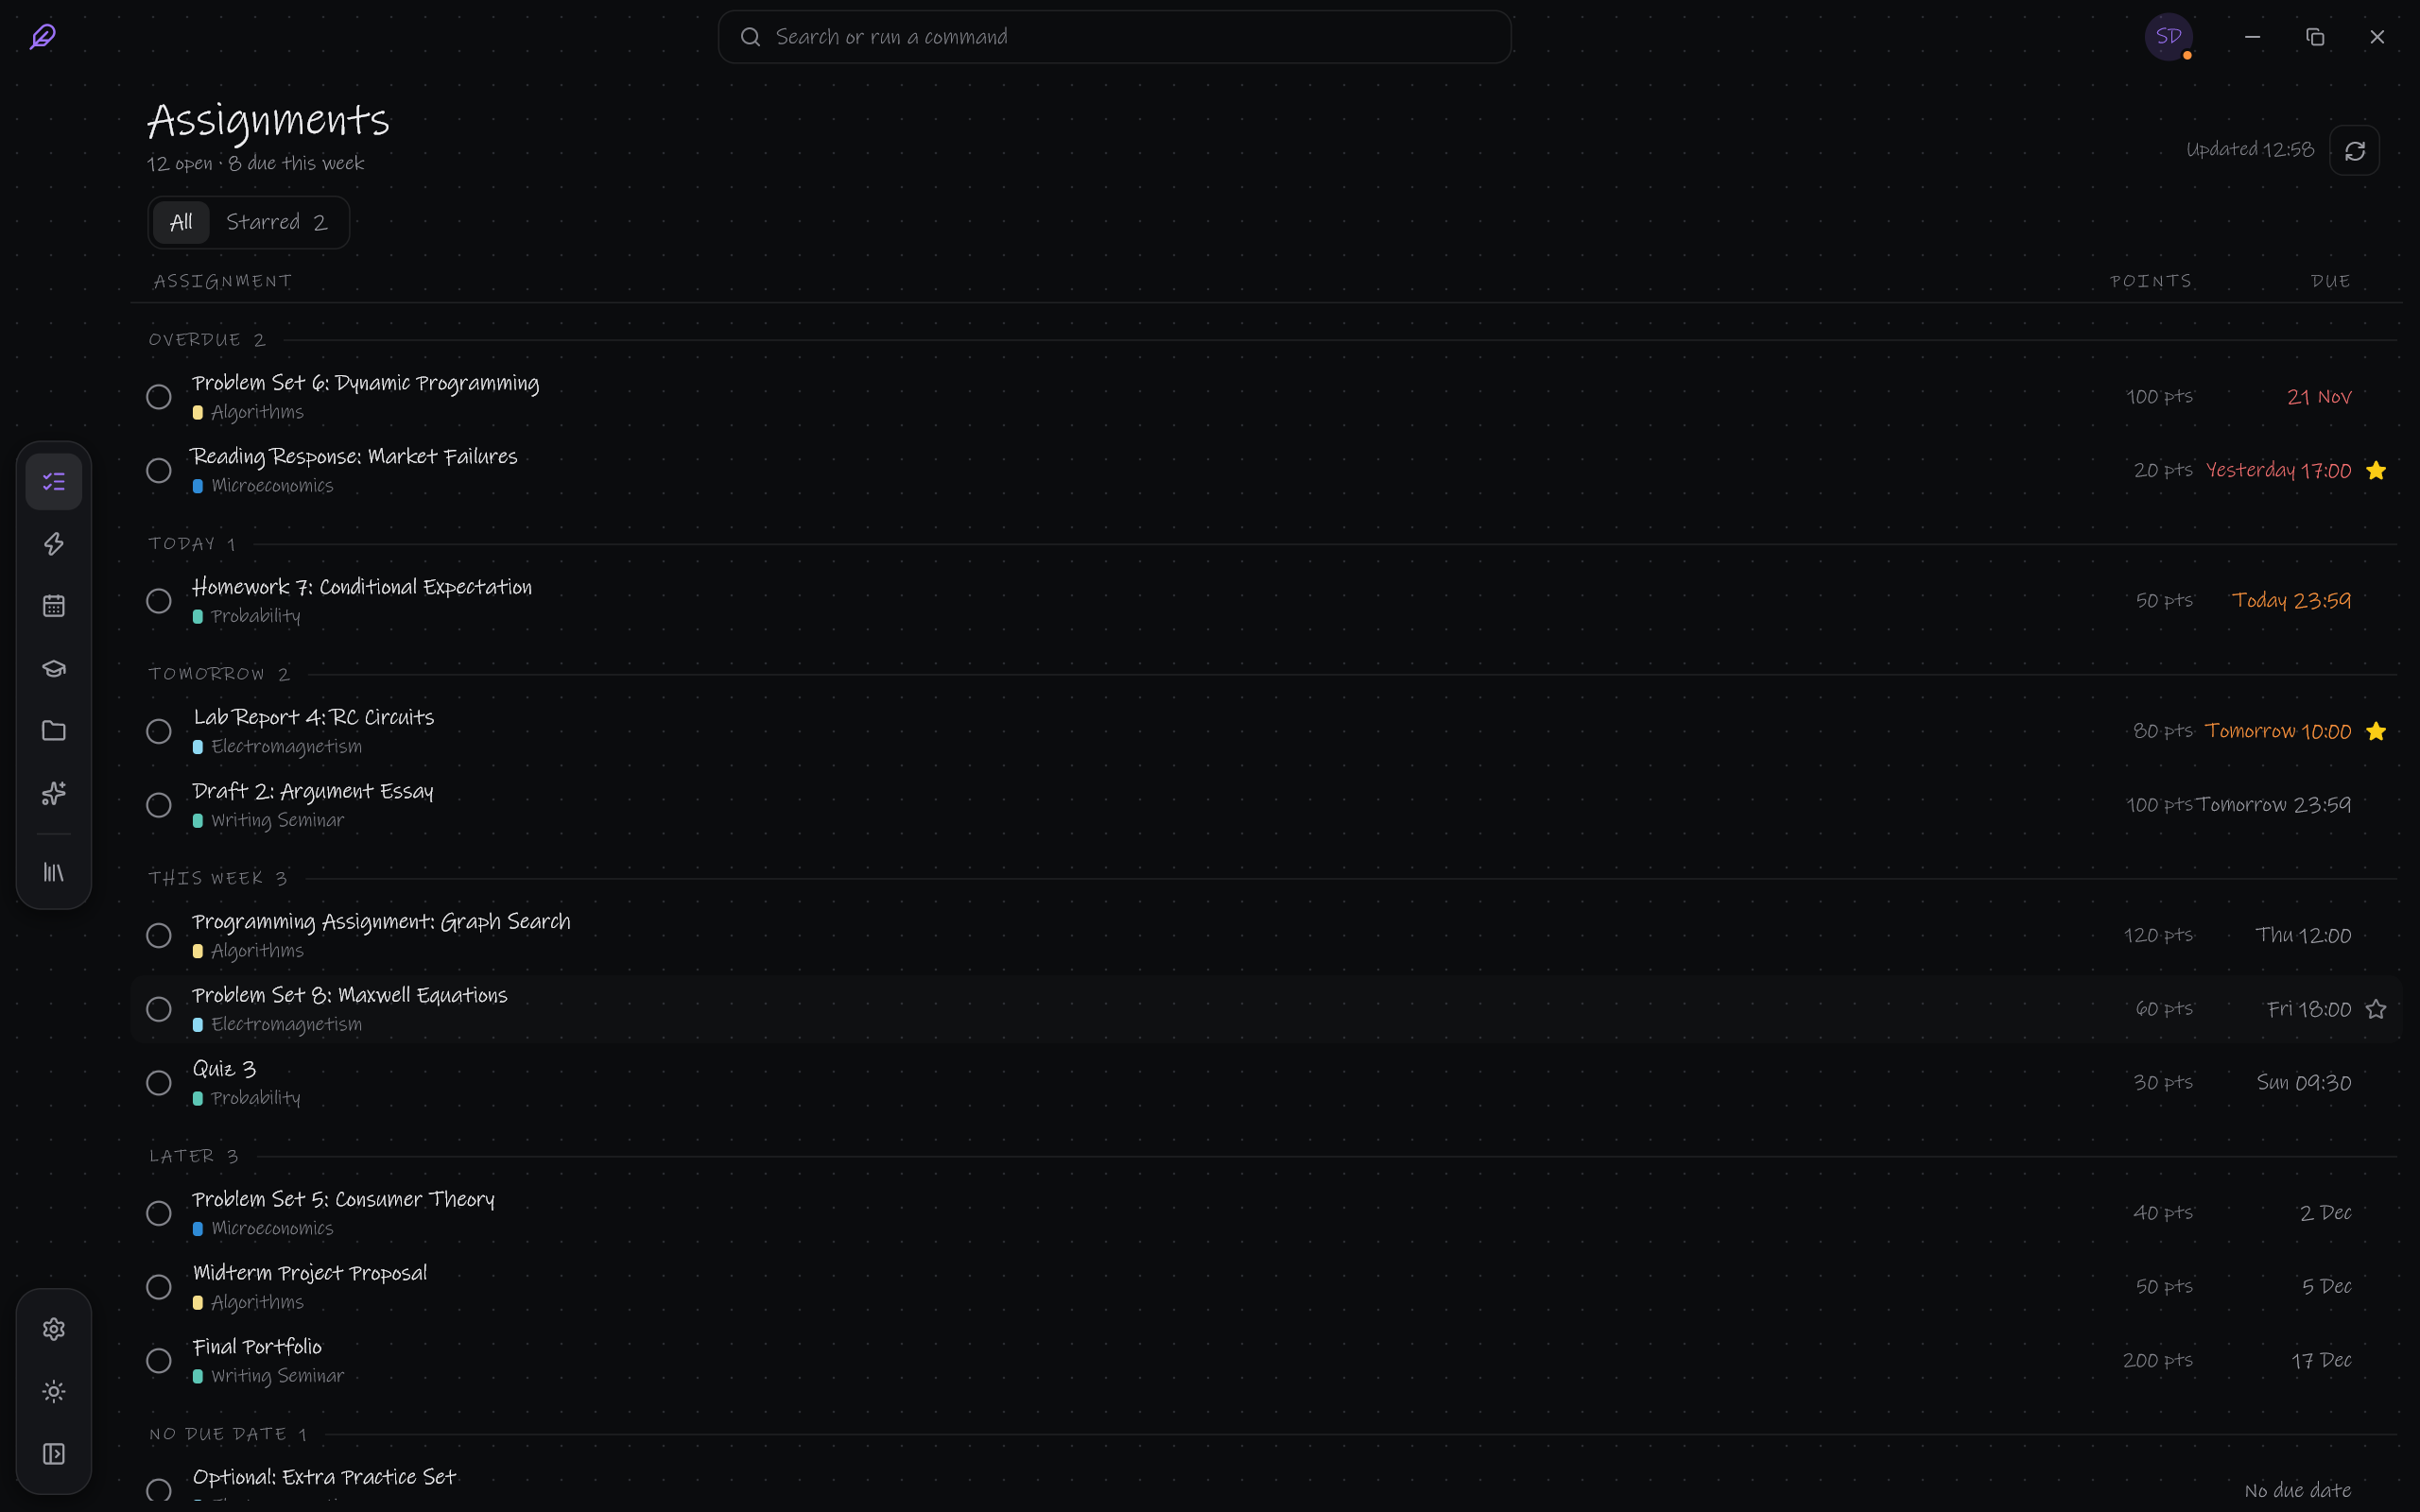 Search or run a command
SD
Assignments
12 open · 8 due this week
Updated 12:58
All Starred 2
ASSIGNMENT POINTS DUE
OVERDUE 2
Problem Set 6: Dynamic Programming
Algorithms
100 pts 21 Nov
Reading Response: Market Failures
Microeconomics
20 pts Yesterday 17:00
TODAY 1
Homework 7: Conditional Expectation
Probability
50 pts Today 23:59
TOMORROW 2
Lab Report 4: RC Circuits
Electromagnetism
80 pts Tomorrow 10:00
Draft 2: Argument Essay
Writing Seminar
100 pts Tomorrow 23:59
THIS WEEK 3
Programming Assignment: Graph Search
Algorithms
120 pts Thu 12:00
Problem Set 8: Maxwell Equations
Electromagnetism
60 pts Fri 18:00
Quiz 3
Probability
30 pts Sun 09:30
LATER 3
Problem Set 5: Consumer Theory
Microeconomics
40 pts 2 Dec
Midterm Project Proposal
Algorithms
50 pts 5 Dec
Final Portfolio
Writing Seminar
200 pts 17 Dec
NO DUE DATE 1
Optional: Extra Practice Set
No due date